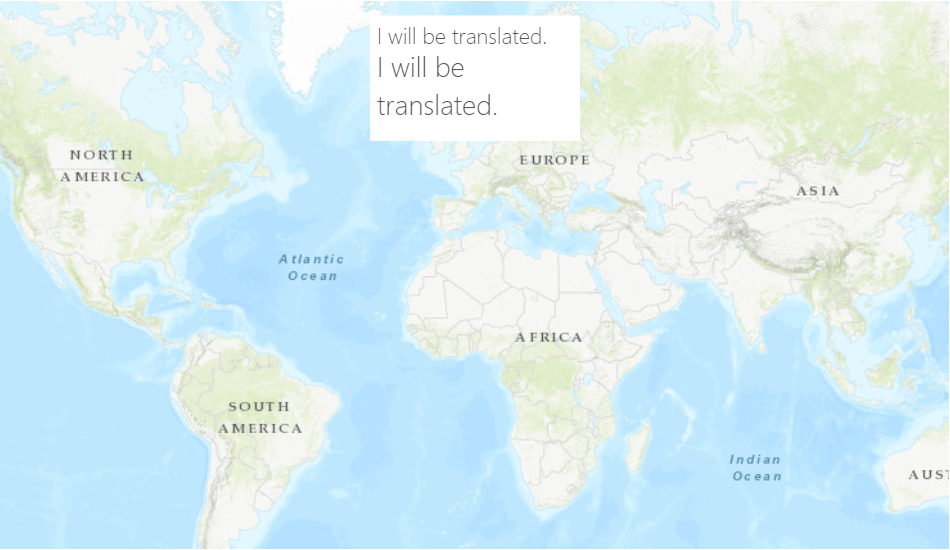 I will be translated.
I will be
translated.
NORTH
AMERICA
EUROPE
ASIA
Atlantic
Ocean
AFRICA
SOUTH
AMERICA
Indian
Ocean
AUST